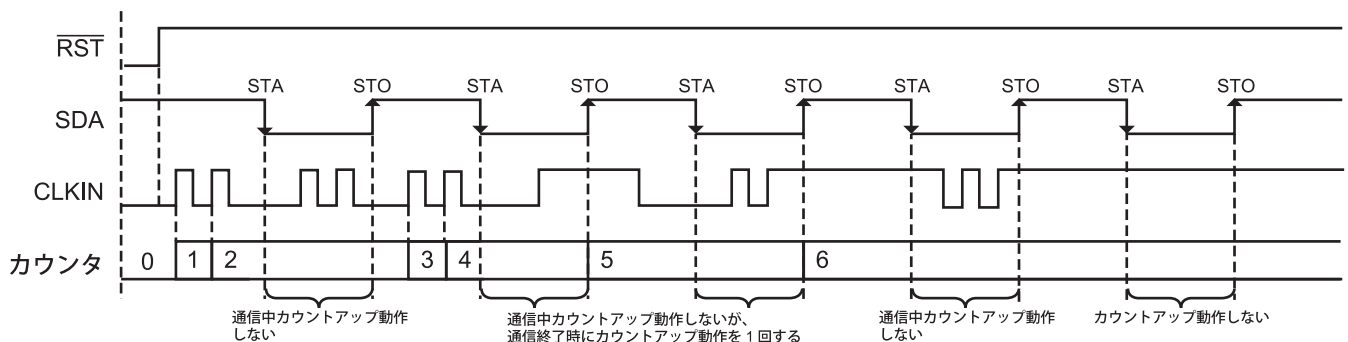 RST
STA STO STA STO STA STO STA STO STA STO
SDA
CLKIN
カウンタ 0 1 2 3 4 5 6
通信中カウントアップ動作
しない
通信中カウントアップ動作しないが、
通信終了時にカウントアップ動作を1回する
通信中カウントアップ動作
しない
カウントアップ動作しない